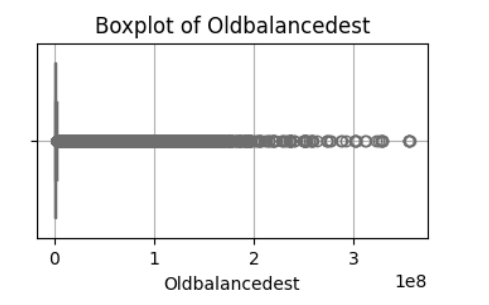 Boxplot of Oldbalancedest
0 1 2 3
1e8
Oldbalancedest